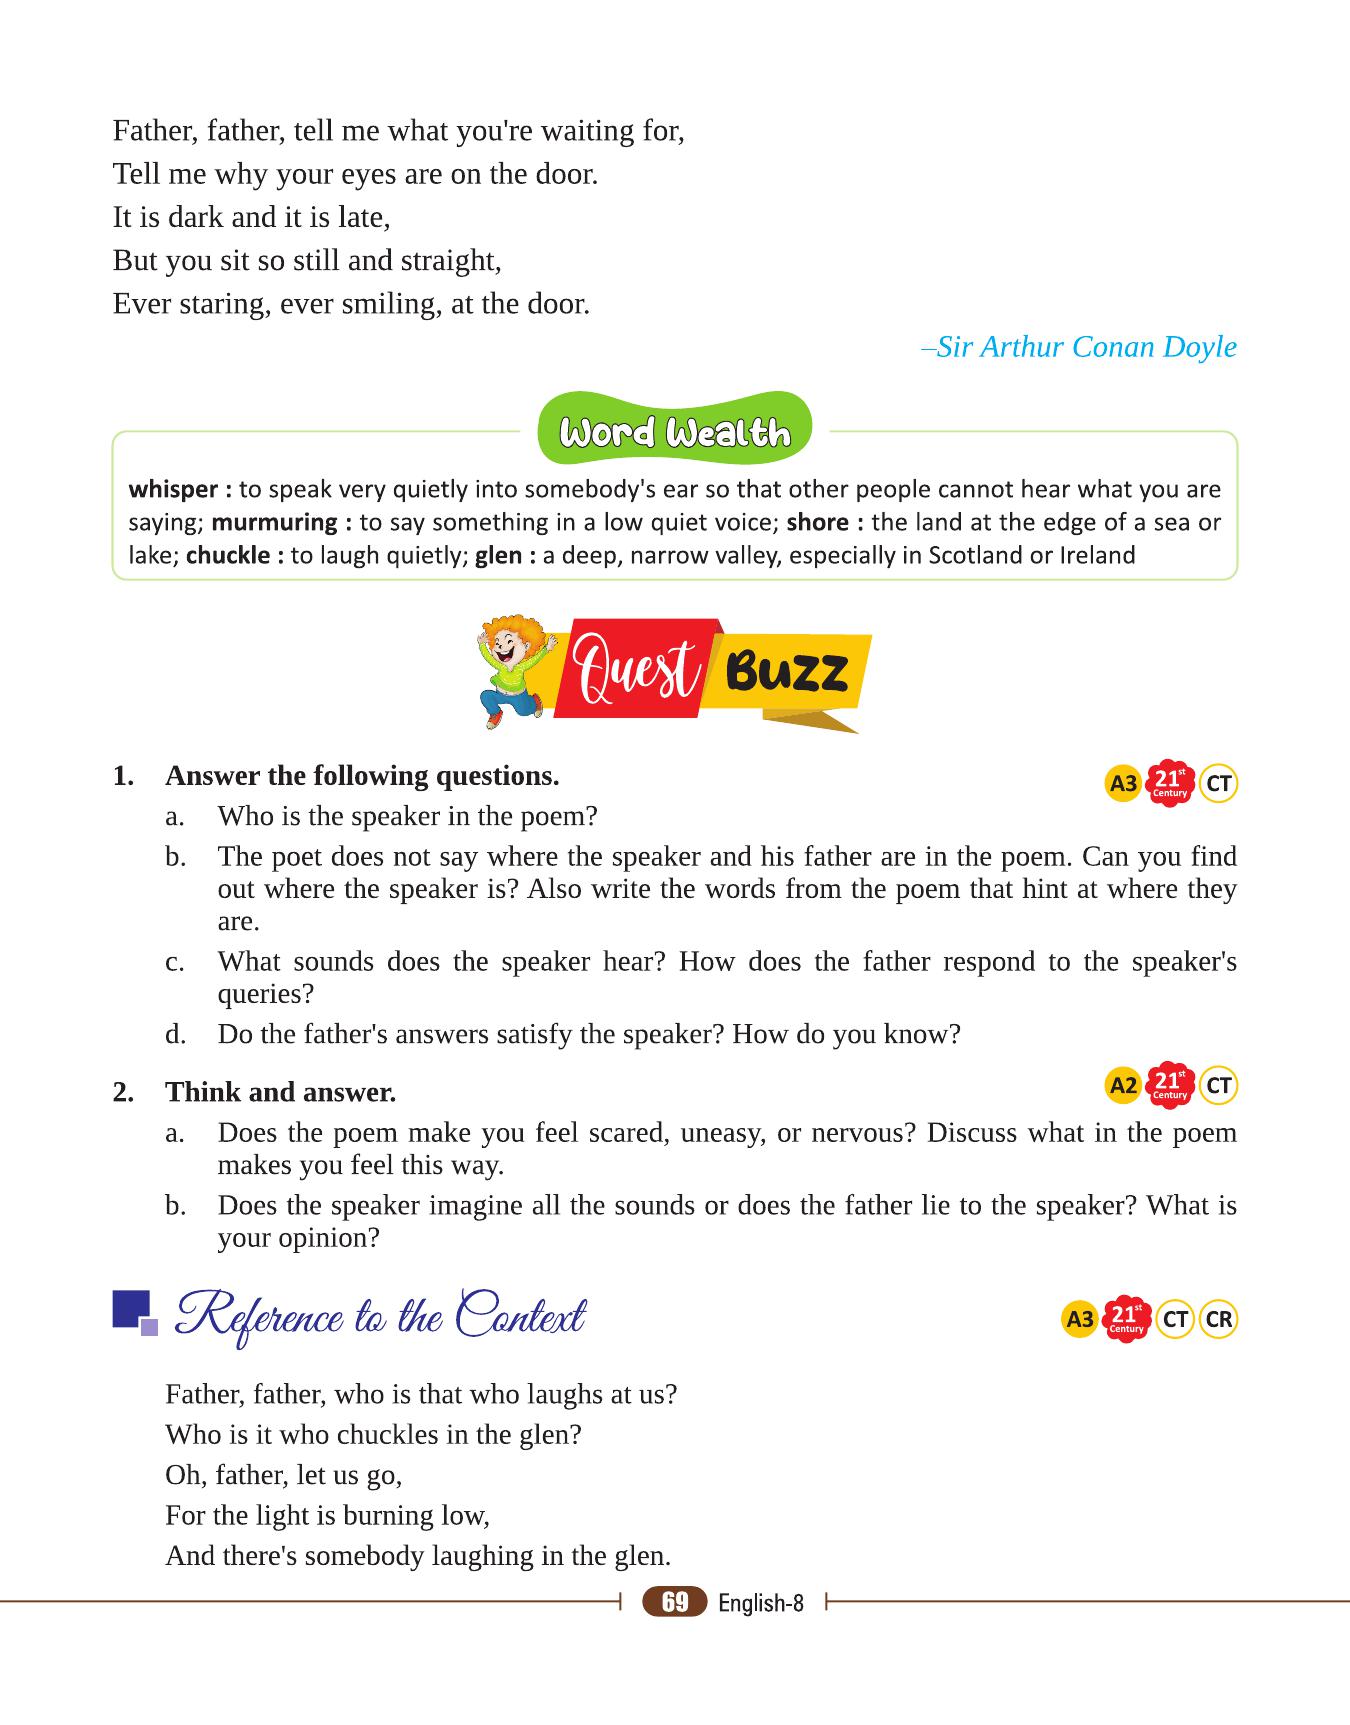 Father, father, tell me what you're waiting for,
Tell me why your eyes are on the door.
It is dark and it is late,
But you sit so still and straight,
Ever staring, ever smiling, at the door.
–Sir Arthur Conan Doyle
Word Wealth
whisper : to speak very quietly into somebody's ear so that other people cannot hear what you are
saying; murmuring : to say something in a low quiet voice; shore : the land at the edge of a sea or
lake; chuckle : to laugh quietly; glen : a deep, narrow valley, especially in Scotland or Ireland
Quest Buzz
1. Answer the following questions. A3 21st Century CT
a. Who is the speaker in the poem?
b. The poet does not say where the speaker and his father are in the poem. Can you find
out where the speaker is? Also write the words from the poem that hint at where they
are.
c. What sounds does the speaker hear? How does the father respond to the speaker's
queries?
d. Do the father's answers satisfy the speaker? How do you know?
2. Think and answer. A2 21st Century CT
a. Does the poem make you feel scared, uneasy, or nervous? Discuss what in the poem
makes you feel this way.
b. Does the speaker imagine all the sounds or does the father lie to the speaker? What is
your opinion?
Reference to the Context A3 21st Century CT CR
Father, father, who is that who laughs at us?
Who is it who chuckles in the glen?
Oh, father, let us go,
For the light is burning low,
And there's somebody laughing in the glen.
69 English-8